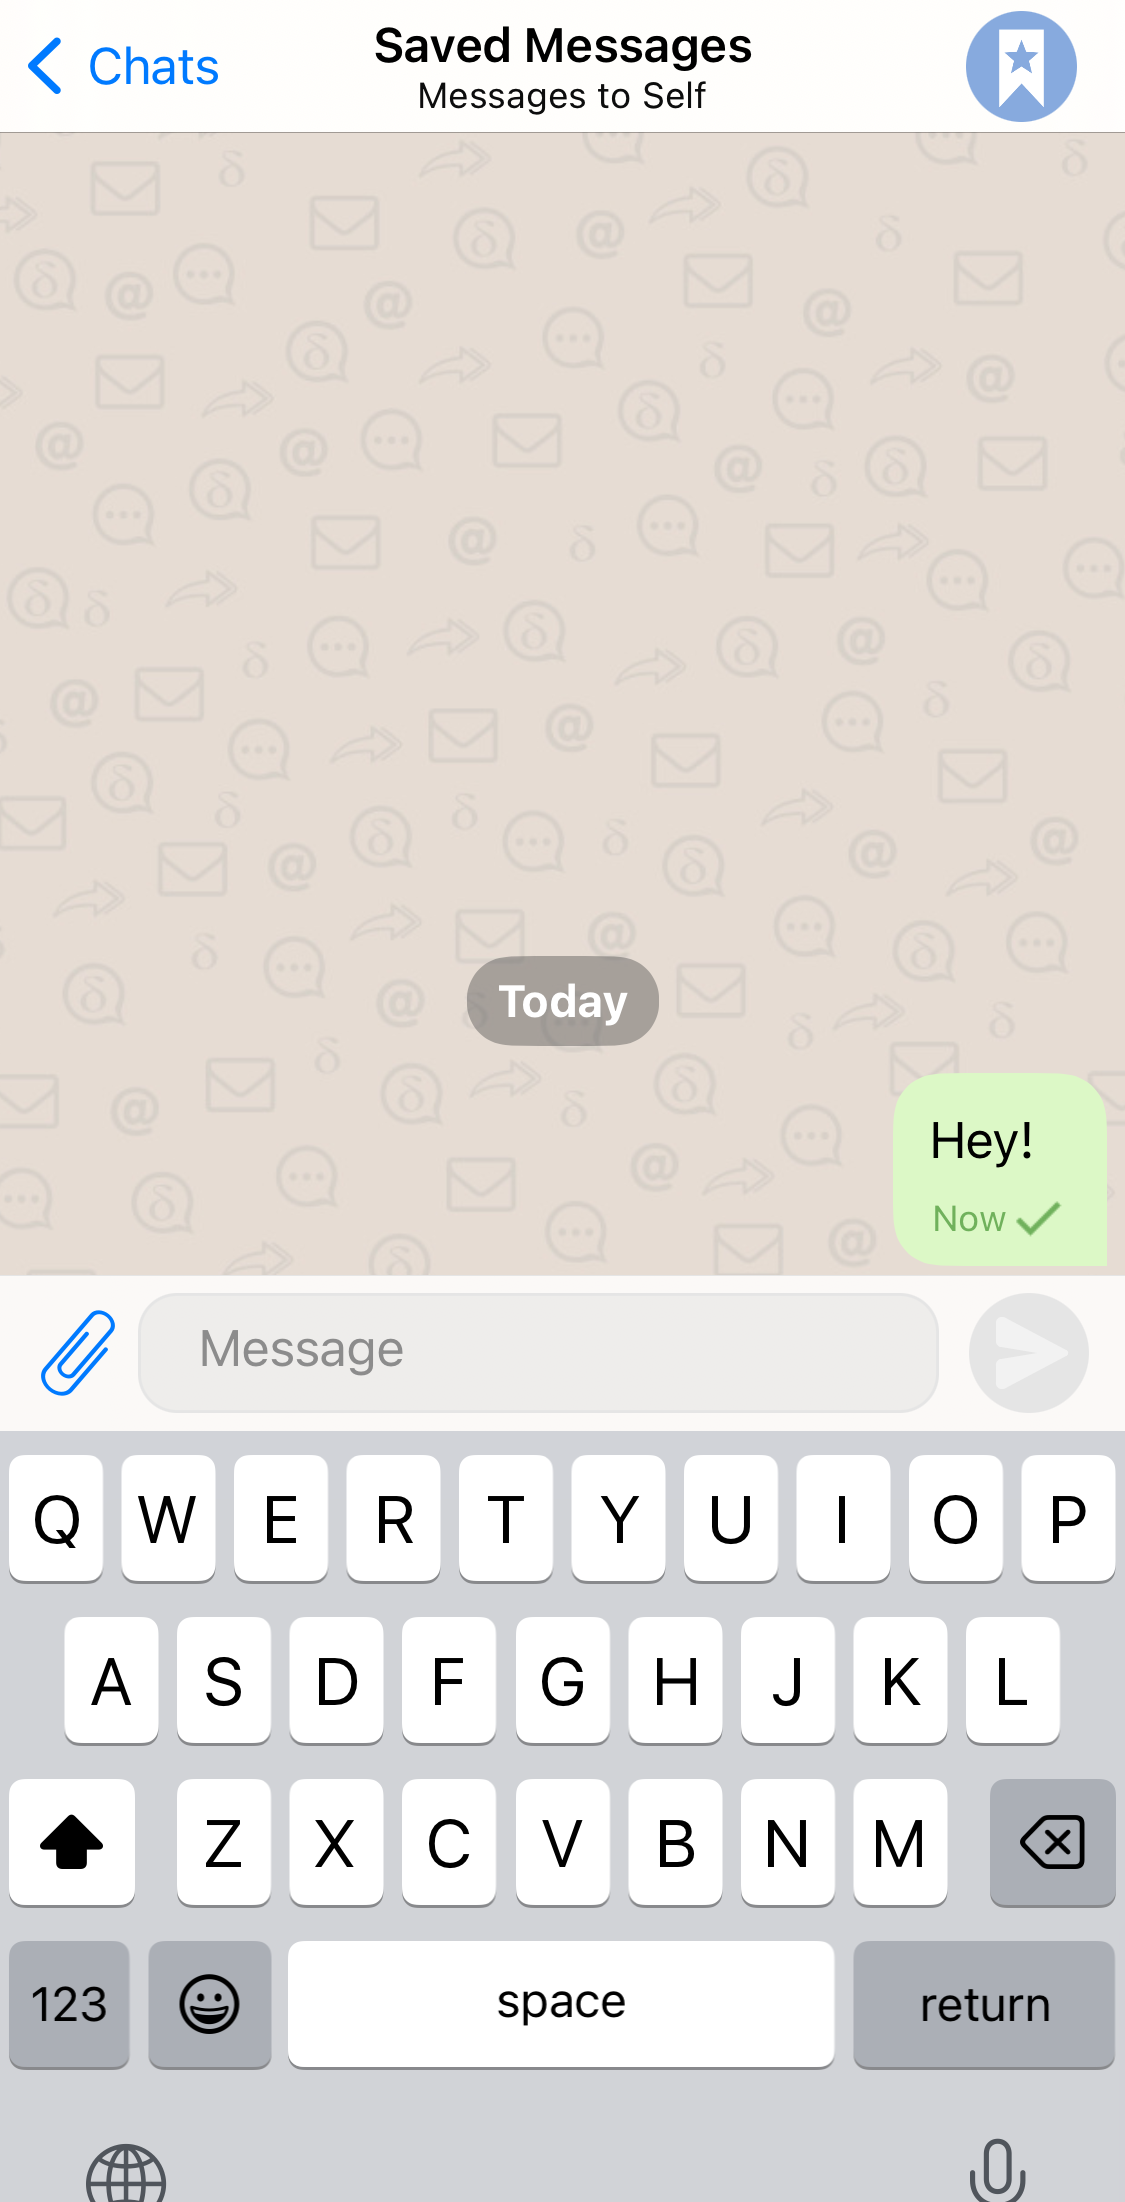 Chats
Saved Messages
Messages to Self
Today
Hey!
Now
Message
Q W E R T Y U I O P
A S D F G H J K L
Z X C V B N M
123 space return